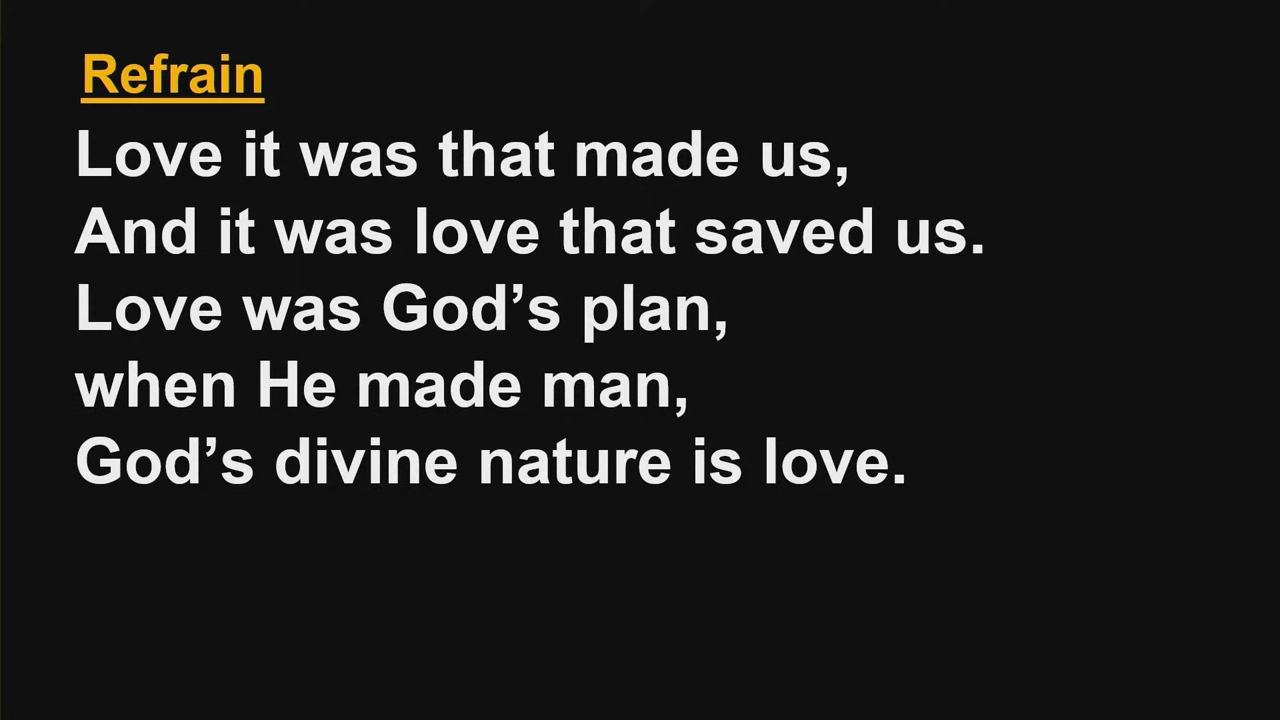 Refrain
Love it was that made us,
And it was love that saved us.
Love was God’s plan,
when He made man,
God’s divine nature is love.